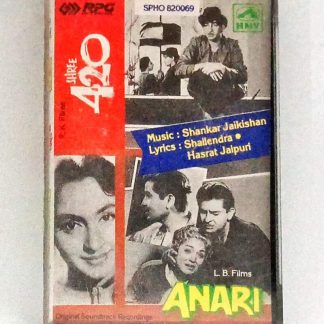 RPG
SPHO 820069
HMV
SHREE
420
R. K. Films
Music : Shankar Jaikishan
Lyrics : Shailendra •
Hasrat Jaipuri
L. B. Films
ANARI
Original Soundtrack Recordings